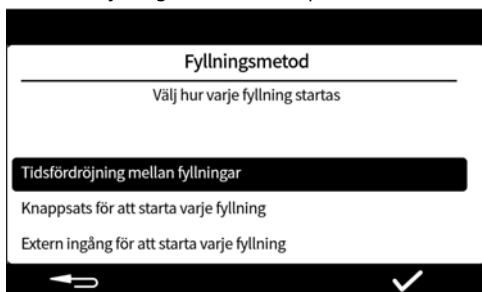 Fyllningsmetod
Välj hur varje fyllning startas
Tidsfördröjning mellan fyllningar
Knappsats för att starta varje fyllning
Extern ingång för att starta varje fyllning